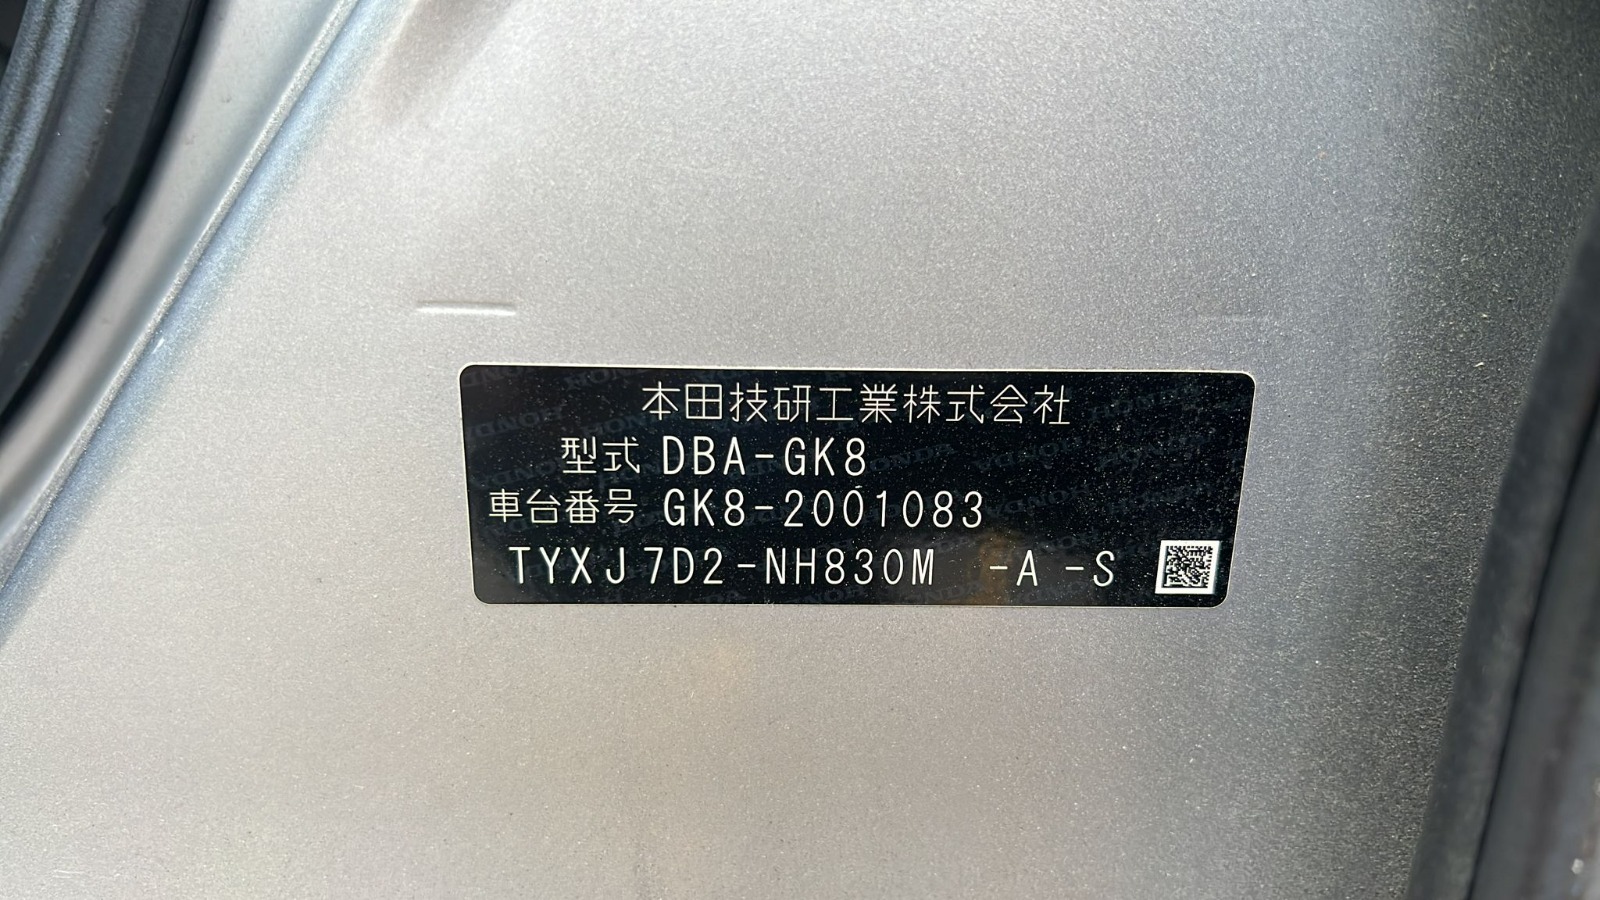 本田技研工業株式会社
型式 DBA-GK8
車台番号 GK8-2001083
TYXJ7D2-NH830M -A -S